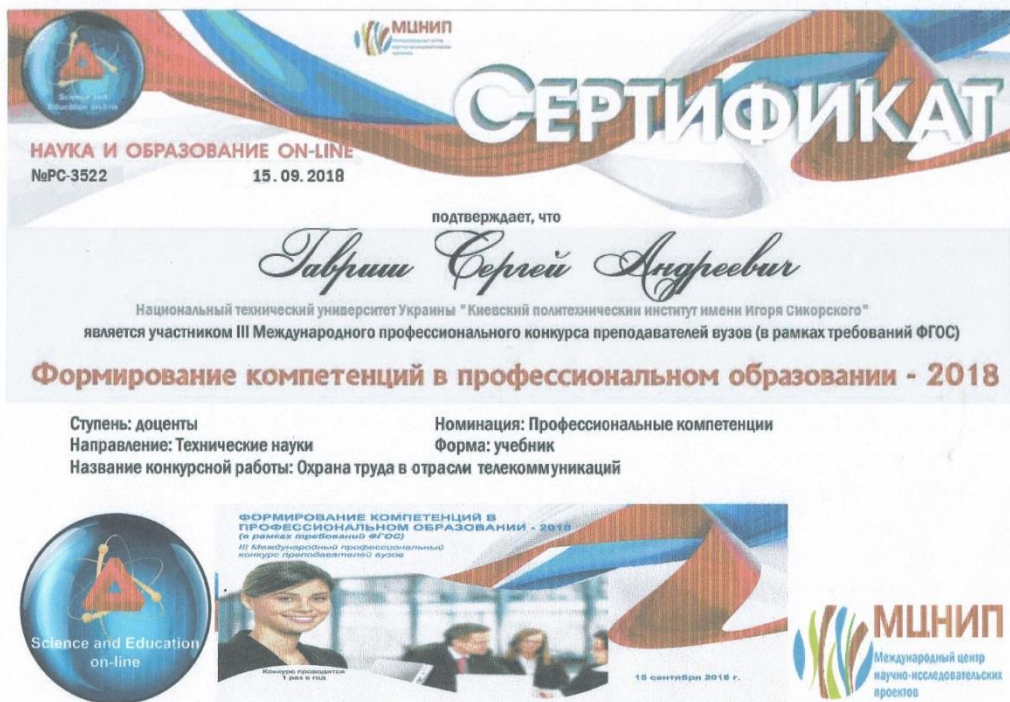 МЦНИП
Science and
Education on-line
СЕРТИФИКАТ
НАУКА И ОБРАЗОВАНИЕ ON-LINE
№РС-3522 15.09.2018
подтверждает, что
Гавриш Сергей Андреевич
Национальный технический университет Украины "Киевский политехническии институт имени Игоря Сикорского"
является участником III Международного профессионального конкурса преподавателей вузов (в рамках требований ФГОС)
Формирование компетенций в профессиональном образовании - 2018
Ступень: доценты Номинация: Профессиональные компетенции
Направление: Технические науки Форма: учебник
Название конкурсной работы: Охрана труда в отрасли телекоммуникаций
Science and Education
on-line
ФОРМИРОВАНИЕ КОМПЕТЕНЦИЙ В
ПРОФЕССИОНАЛЬНОМ ОБРАЗОВАНИИ - 2018
(в рамках требований ФГОС)
III Международный профессиональный
конкурс преподавателей вузов
Конкурс проводится
1 раз в год
15 сентября 2018 г.
МЦНИП
Международный центр
научно-исследовательских
проектов